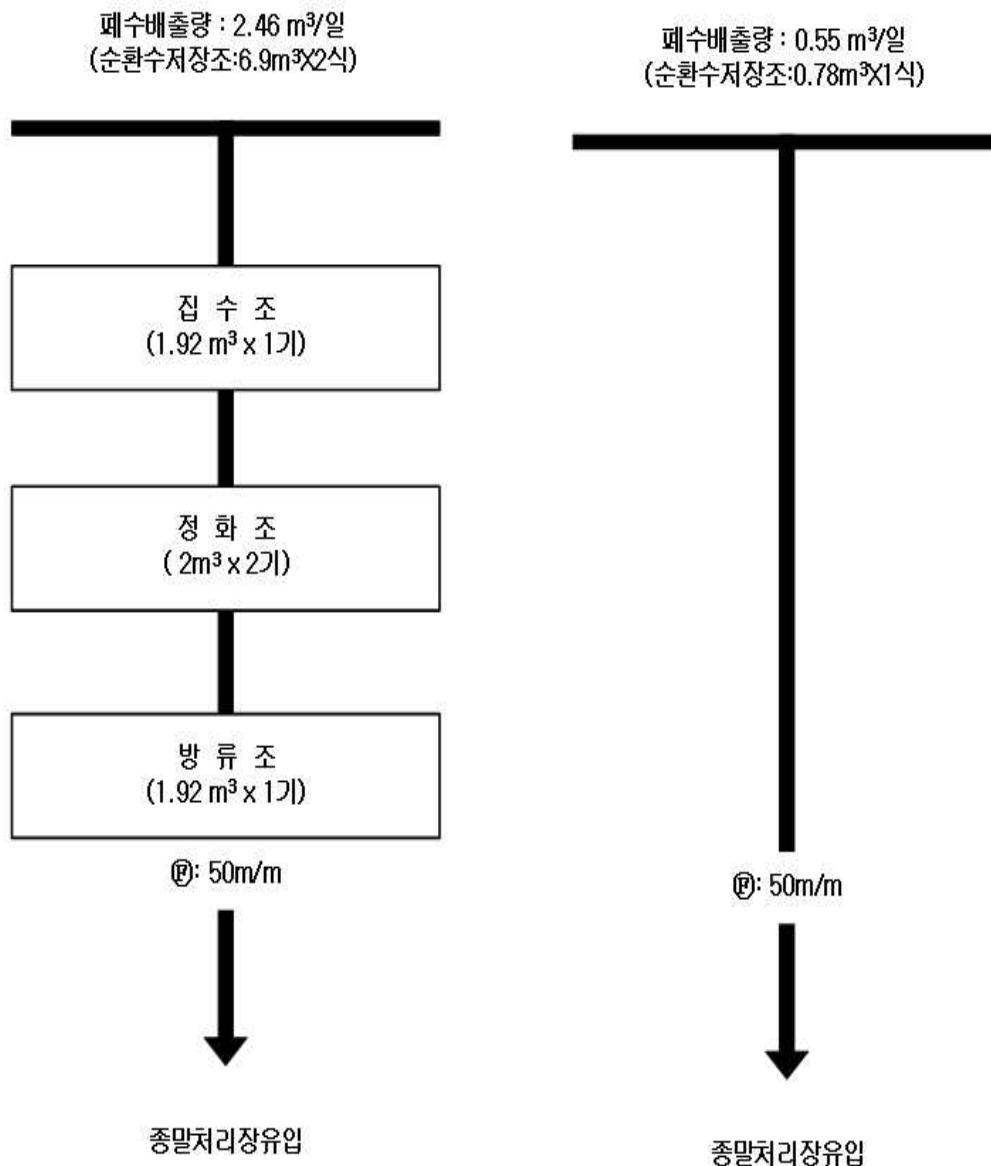 폐수배출량 : 2.46 m³/일
(순환수저장조:6.9m³X2식)
집 수 조
(1.92 m³ x 1기)
정 화 조
( 2m³ x 2기)
방 류 조
(1.92 m³ x 1기)
Ⓕ: 50m/m
종말처리장유입
폐수배출량 : 0.55 m³/일
(순환수저장조:0.78m³X1식)
Ⓕ: 50m/m
종말처리장유입